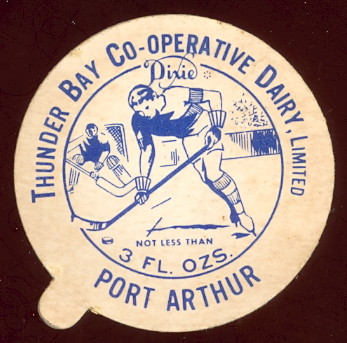 THUNDER BAY CO-OPERATIVE DAIRY, LIMITED
Dixie
NOT LESS THAN
3 FL. OZS.
PORT ARTHUR